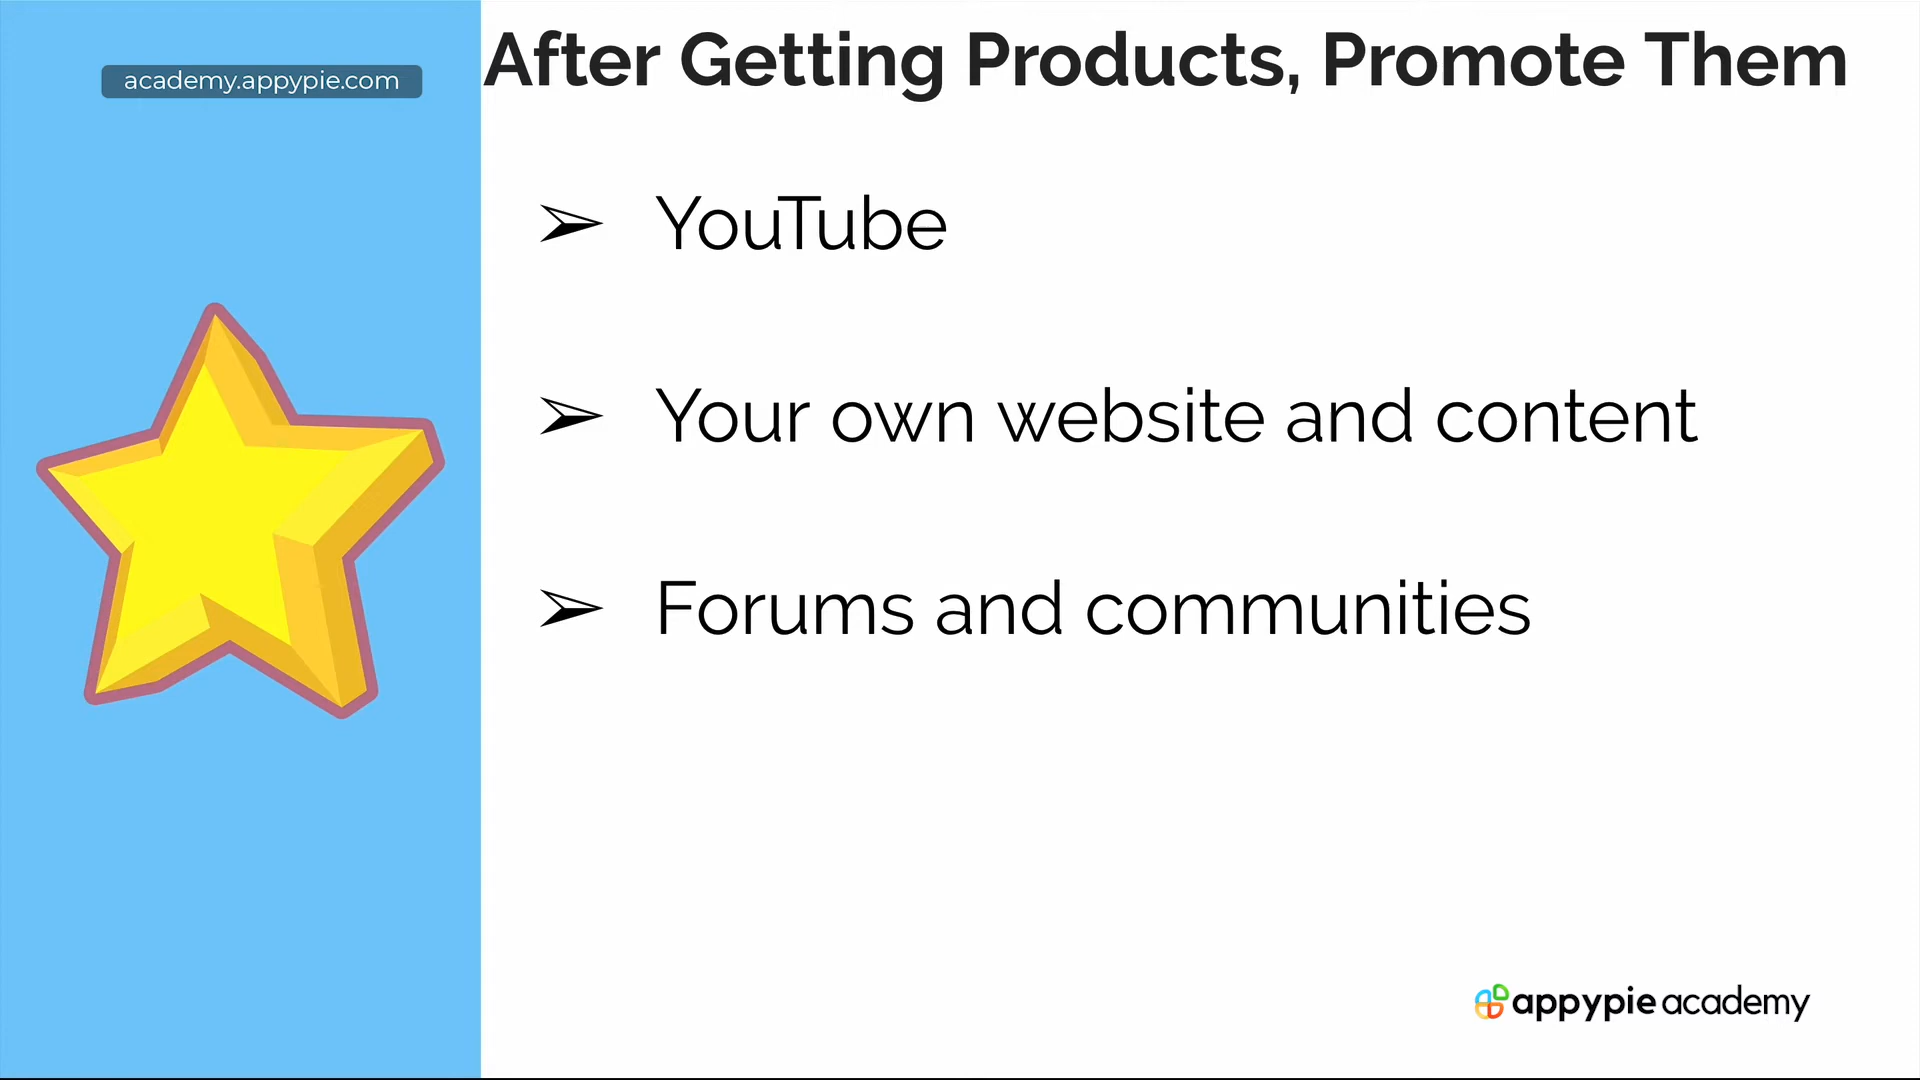 academy.appypie.com
After Getting Products, Promote Them
➢ YouTube
➢ Your own website and content
➢ Forums and communities
appypie academy